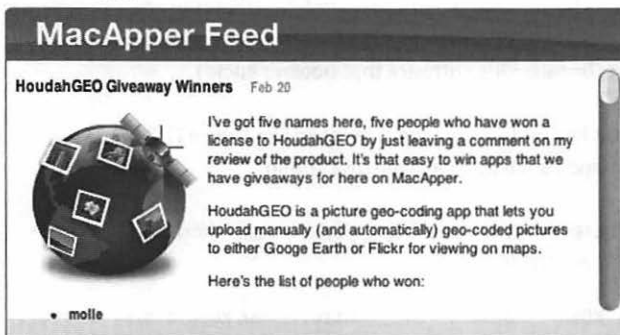 MacApper Feed
HoudahGEO Giveaway Winners Feb 20
I've got five names here, five people who have won a
license to HoudahGEO by just leaving a comment on my
review of the product. It's that easy to win apps that we
have giveaways for here on MacApper.
HoudahGEO is a picture geo-coding app that lets you
upload manually (and automatically) geo-coded pictures
to either Googe Earth or Flickr for viewing on maps.
Here's the list of people who won:
• molle